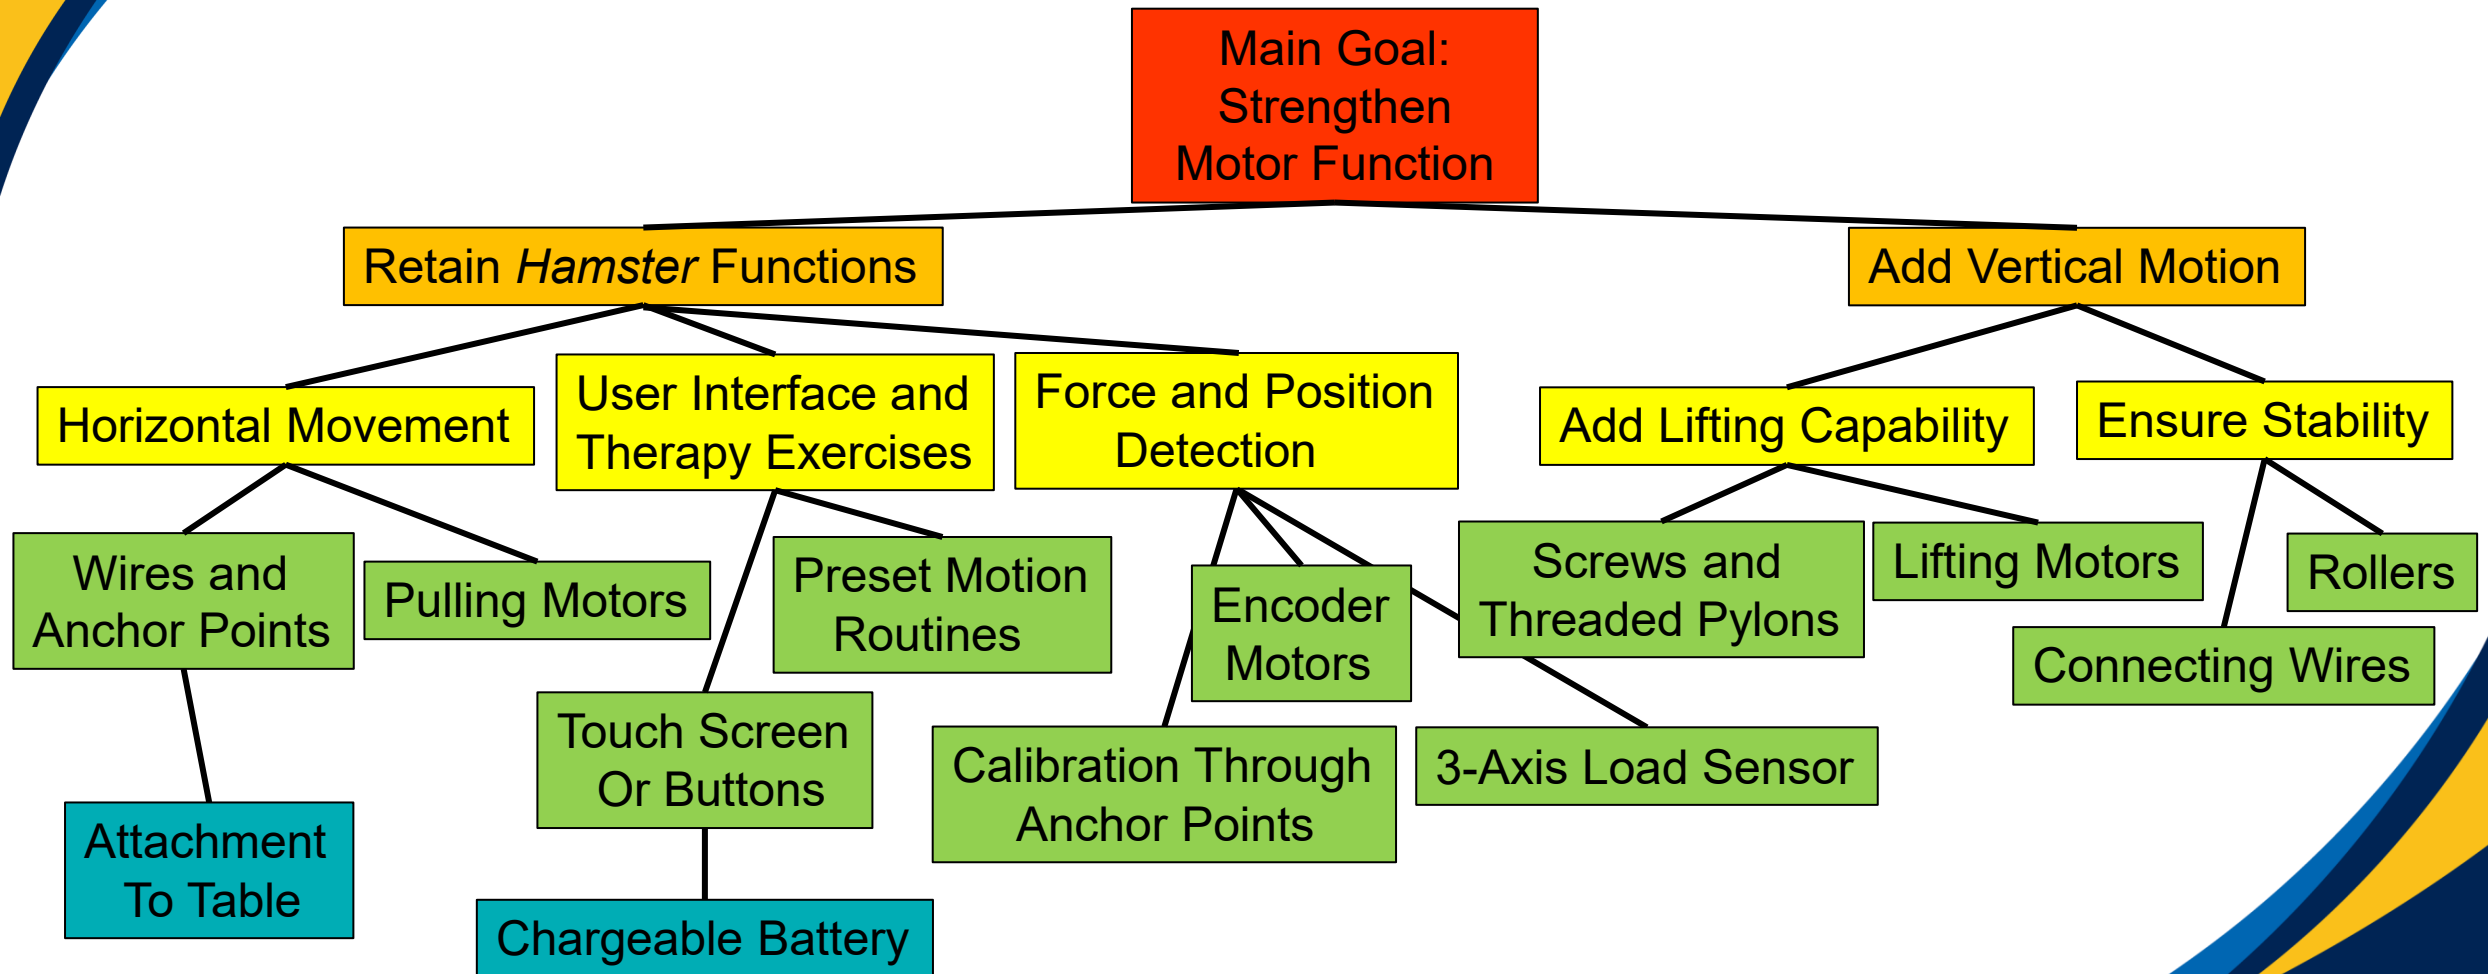 Main Goal:
Strengthen
Motor Function
Retain Hamster Functions
Add Vertical Motion
Horizontal Movement
User Interface and
Therapy Exercises
Force and Position
Detection
Add Lifting Capability
Ensure Stability
Wires and
Anchor Points
Pulling Motors
Preset Motion
Routines
Encoder
Motors
Screws and
Threaded Pylons
Lifting Motors
Rollers
Connecting Wires
Touch Screen
Or Buttons
Calibration Through
Anchor Points
3-Axis Load Sensor
Attachment
To Table
Chargeable Battery